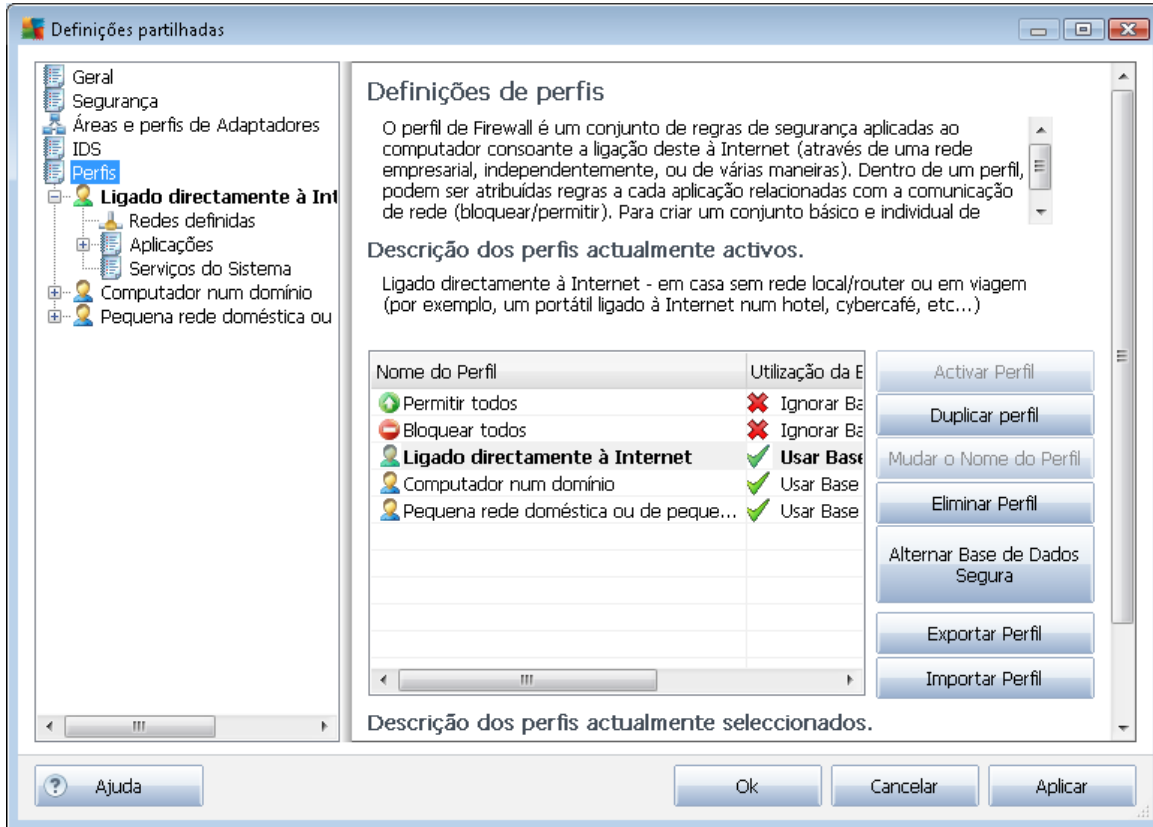 Definições partilhadas
Geral
Segurança
Áreas e perfis de Adaptadores
IDS
Perfis
Ligado directamente à Int
Redes definidas
Aplicações
Serviços do Sistema
Computador num domínio
Pequena rede doméstica ou
Definições de perfis
O perfil de Firewall é um conjunto de regras de segurança aplicadas ao
computador consoante a ligação deste à Internet (através de uma rede
empresarial, independentemente, ou de várias maneiras). Dentro de um perfil,
podem ser atribuídas regras a cada aplicação relacionadas com a comunicação
de rede (bloquear/permitir). Para criar um conjunto básico e individual de
Descrição dos perfis actualmente activos.
Ligado directamente à Internet - em casa sem rede local/router ou em viagem
(por exemplo, um portátil ligado à Internet num hotel, cybercafé, etc...)
Nome do Perfil Utilização da E
Permitir todos Ignorar Ba
Bloquear todos Ignorar Ba
Ligado directamente à Internet Usar Base
Computador num domínio Usar Base
Pequena rede doméstica ou de peque... Usar Base
Activar Perfil
Duplicar perfil
Mudar o Nome do Perfil
Eliminar Perfil
Alternar Base de Dados
Segura
Exportar Perfil
Importar Perfil
Descrição dos perfis actualmente seleccionados.
Ajuda
Ok
Cancelar
Aplicar